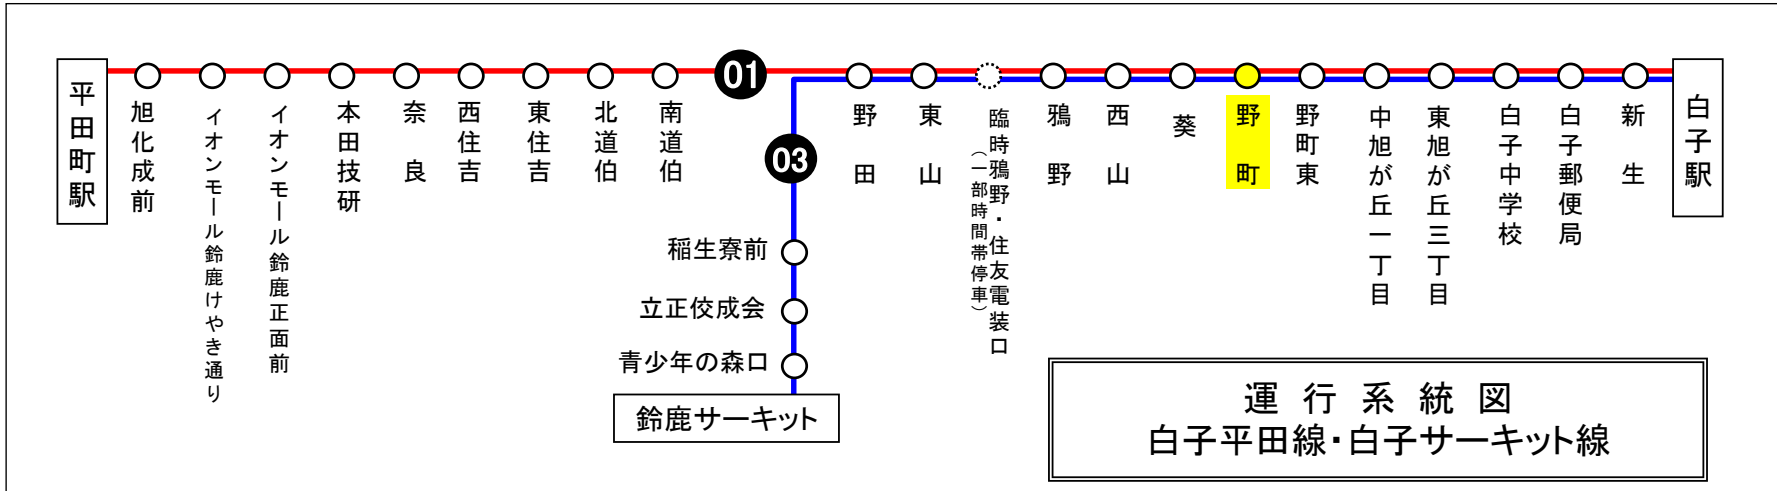 平田町駅
旭化成前
イオンモール鈴鹿けやき通り
イオンモール鈴鹿正面前
本田技研
奈良
西住吉
東住吉
北道伯
南道伯
01
03
野田
東山
臨時鴉野・住友電装口
（一部時間帯停車）
鴉野
西山
葵
野町
野町東
中旭が丘一丁目
東旭が丘三丁目
白子中学校
白子郵便局
新生
白子駅
稲生寮前
立正佼成会
青少年の森口
鈴鹿サーキット
運行系統図
白子平田線・白子サーキット線